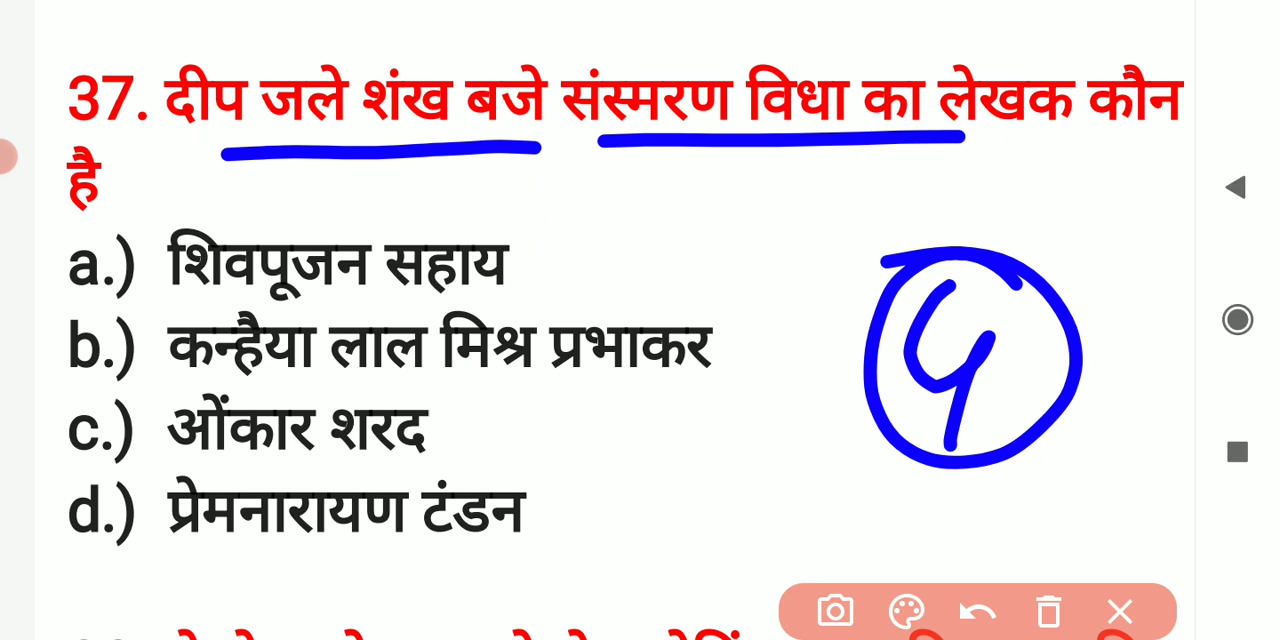 37. दीप जले शंख बजे संस्मरण विधा का लेखक कौन
है
a.) शिवपूजन सहाय
b.) कन्हैया लाल मिश्र प्रभाकर
c.) ओंकार शरद
d.) प्रेमनारायण टंडन
4